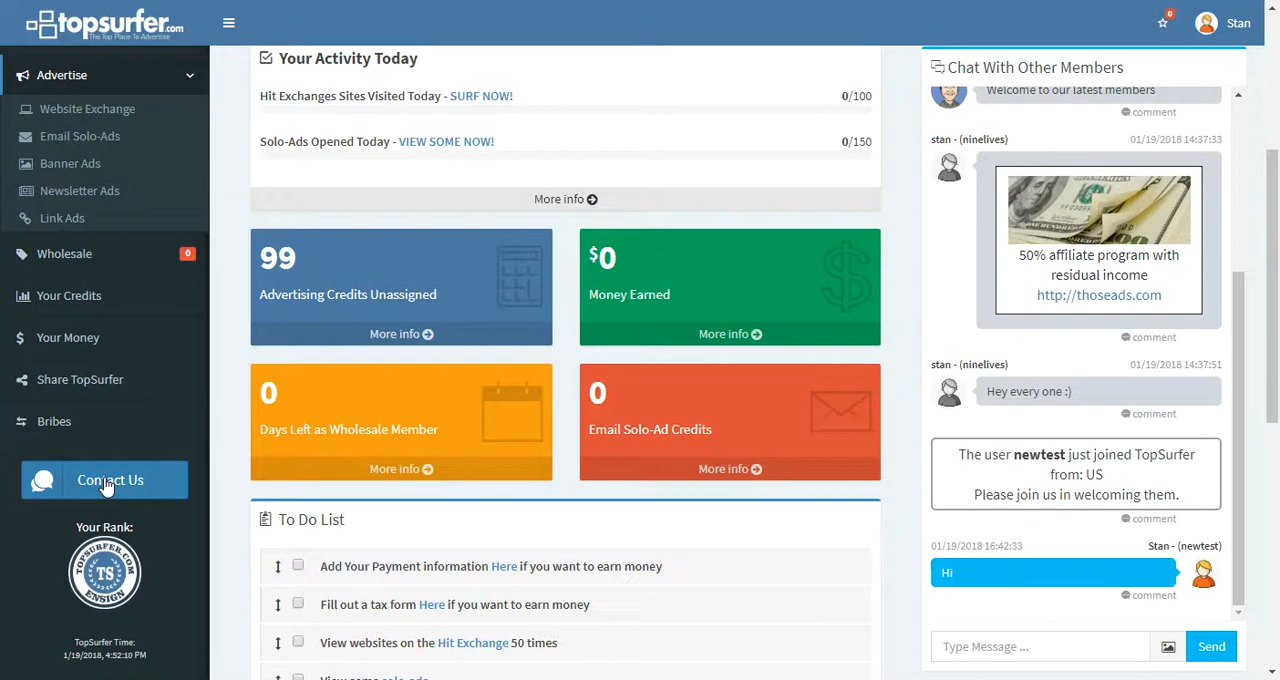 topsurfer.com
The Top Place To Advertise
0
Stan
Advertise
Website Exchange
Email Solo-Ads
Banner Ads
Newsletter Ads
Link Ads
Wholesale
0
Your Credits
Your Money
Share TopSurfer
Bribes
Contact Us
Your Rank:
TOPSURFER.COM
TS
ENSIGN
TopSurfer Time:
1/19/2018, 4:52:10 PM
Your Activity Today
Hit Exchanges Sites Visited Today - SURF NOW!
0/100
Solo-Ads Opened Today - VIEW SOME NOW!
0/150
More info
99
Advertising Credits Unassigned
More info
$0
Money Earned
More info
0
Days Left as Wholesale Member
More info
0
Email Solo-Ad Credits
More info
To Do List
Add Your Payment information Here if you want to earn money
Fill out a tax form Here if you want to earn money
View websites on the Hit Exchange 50 times
View some solo-ads
Chat With Other Members
Welcome to our latest members
comment
stan - (ninelives)
01/19/2018 14:37:33
50% affiliate program with
residual income
http://thoseads.com
comment
stan - (ninelives)
01/19/2018 14:37:51
Hey every one :)
comment
The user newtest just joined TopSurfer
from: US
Please join us in welcoming them.
comment
01/19/2018 16:42:33
Stan - (newtest)
Hi
comment
Type Message ...
Send